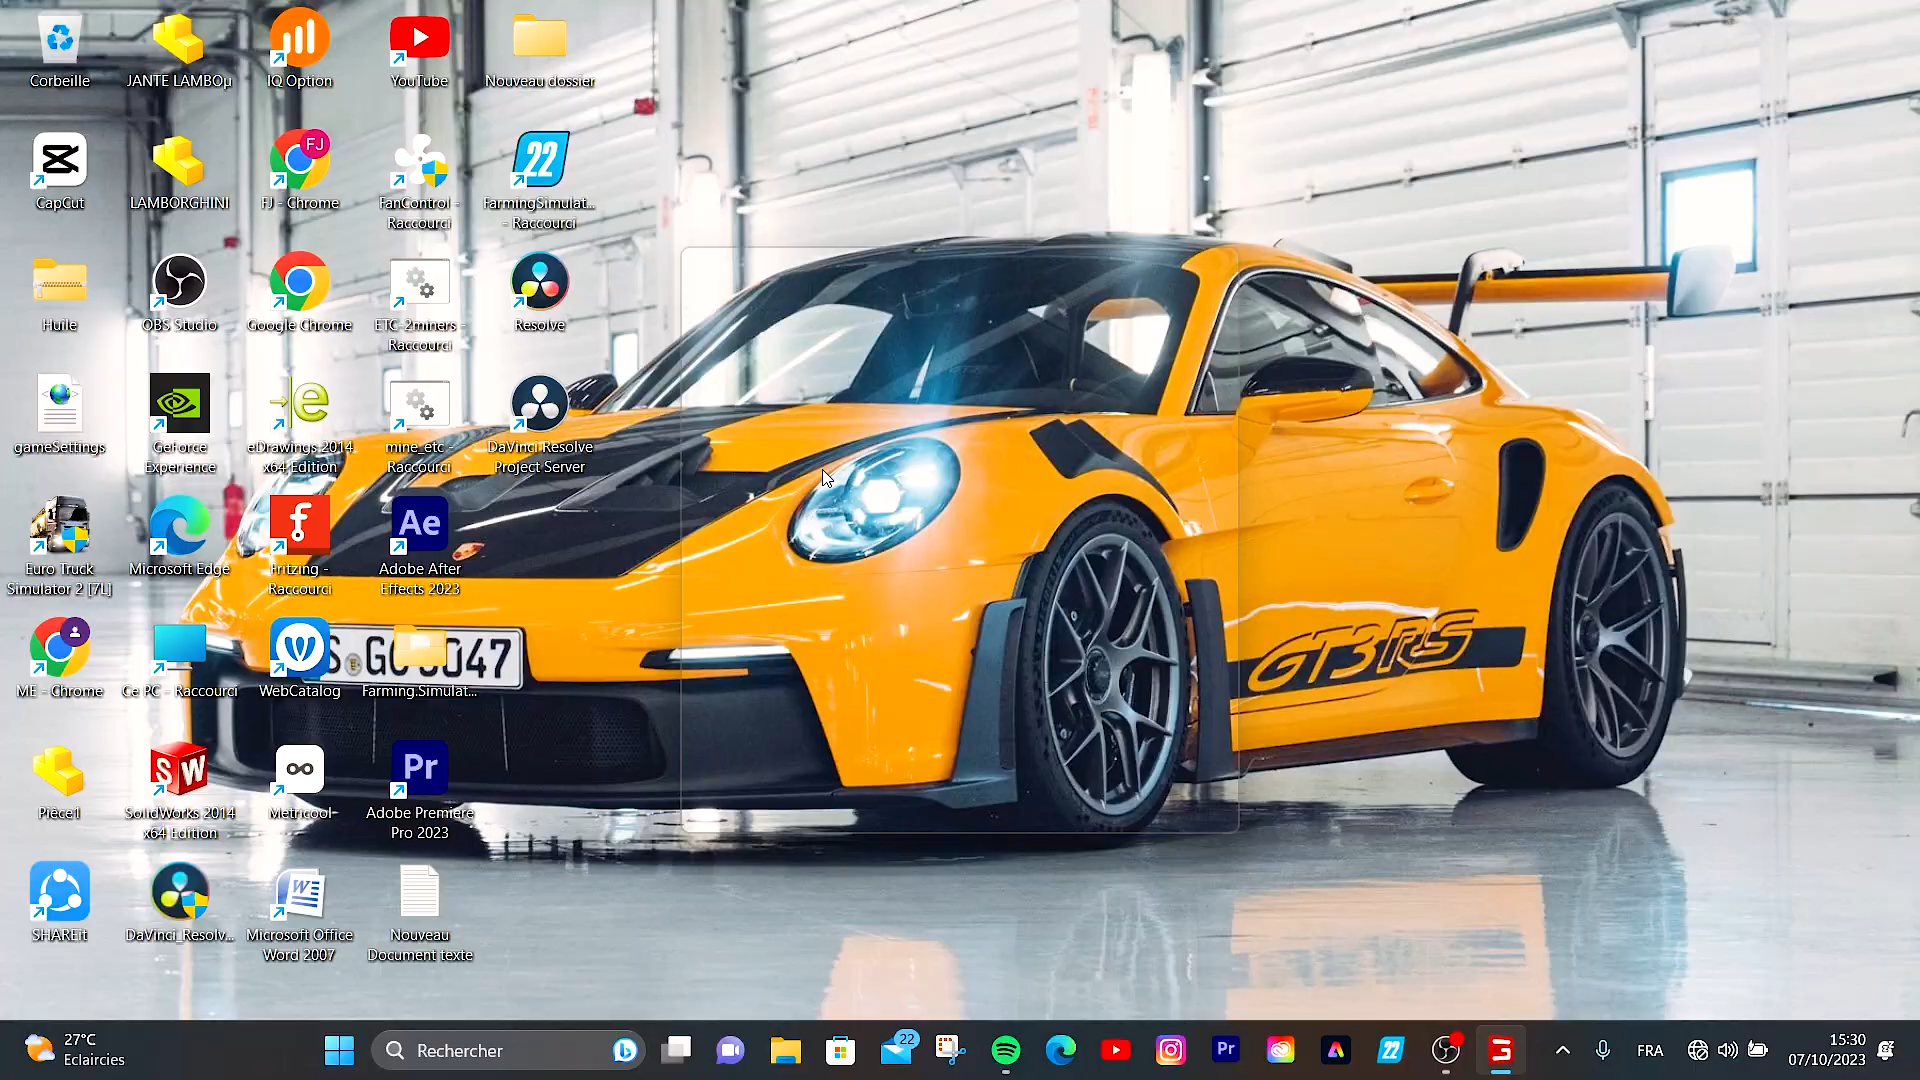 Corbeille
JANTE LAMBOµ
IQ Option
YouTube
Nouveau dossier
CapCut
LAMBORGHINI
FJ
FJ - Chrome
FanControl -
Raccourci
22
FarmingSimulat...
- Raccourci
Huile
OBS Studio
Google Chrome
ETC-2miners -
Raccourci
Resolve
gameSettings
GeForce
Experience
eDrawings 2014
x64 Edition
mine_etc -
Raccourci
DaVinci Resolve
Project Server
Euro Truck
Simulator 2 [7L]
Microsoft Edge
Fritzing -
Raccourci
Ae
Adobe After
Effects 2023
ME - Chrome
Ce PC - Raccourci
WebCatalog
Farming.Simulat...
GT3RS
Pièce1
SW
SolidWorks 2014
x64 Edition
Metricool
Pr
Adobe Premiere
Pro 2023
SHAREit
DaVinci_Resolv...
W
Microsoft Office
Word 2007
Nouveau
Document texte
27°C
Eclaircies
Rechercher
22
Pr
22
FRA
15:30
07/10/2023